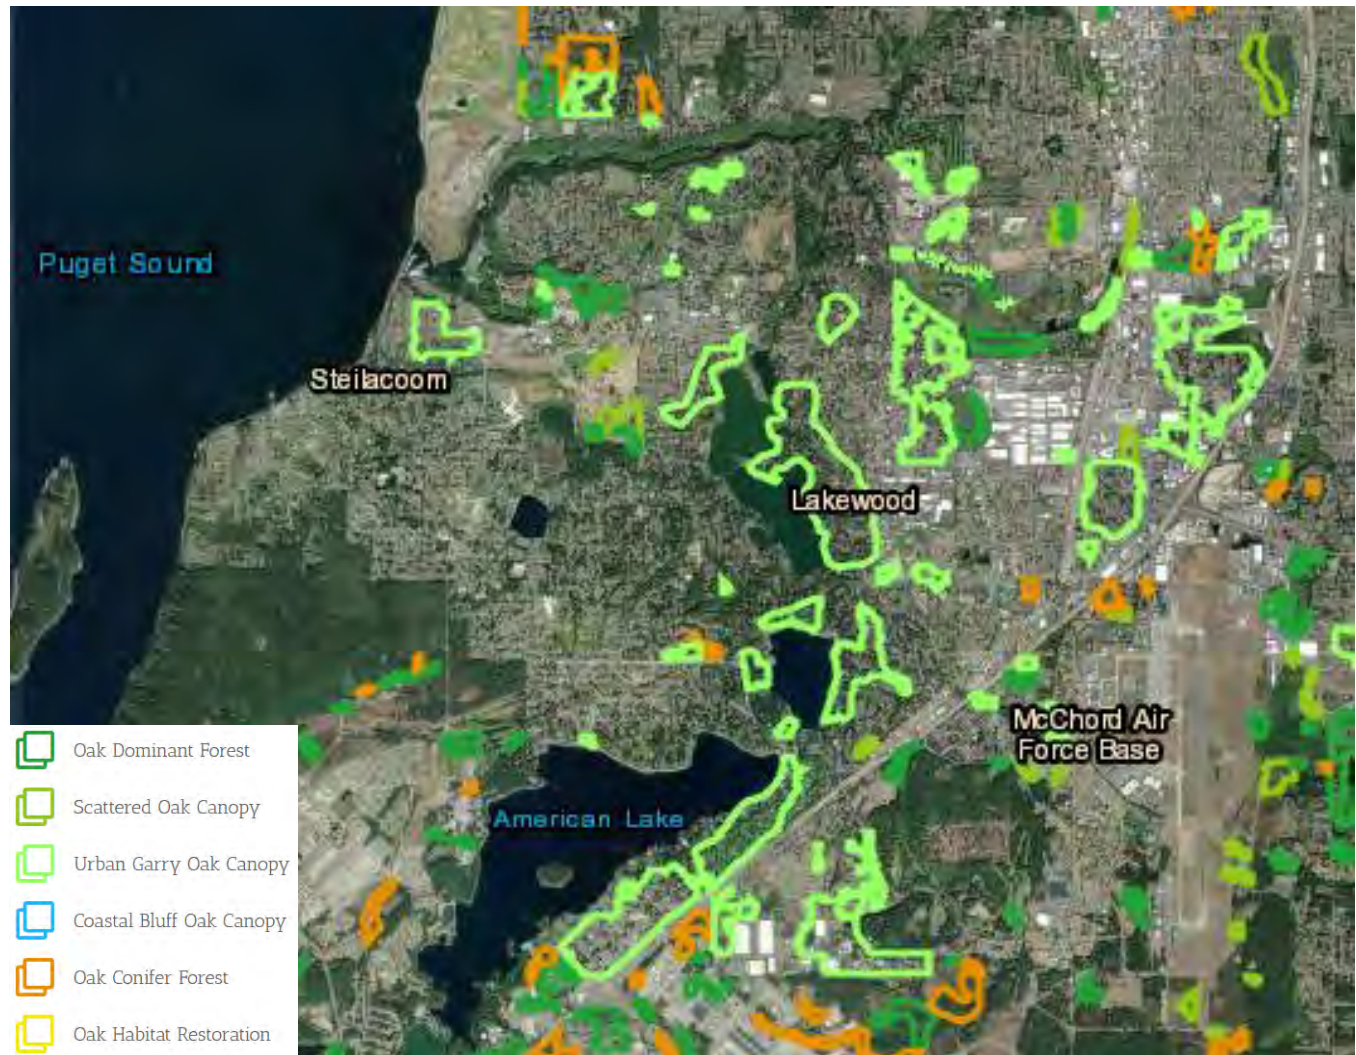 Puget Sound
Steilacoom
Lakewood
McChord Air
Force Base
American Lake
Oak Dominant Forest
Scattered Oak Canopy
Urban Garry Oak Canopy
Coastal Bluff Oak Canopy
Oak Conifer Forest
Oak Habitat Restoration